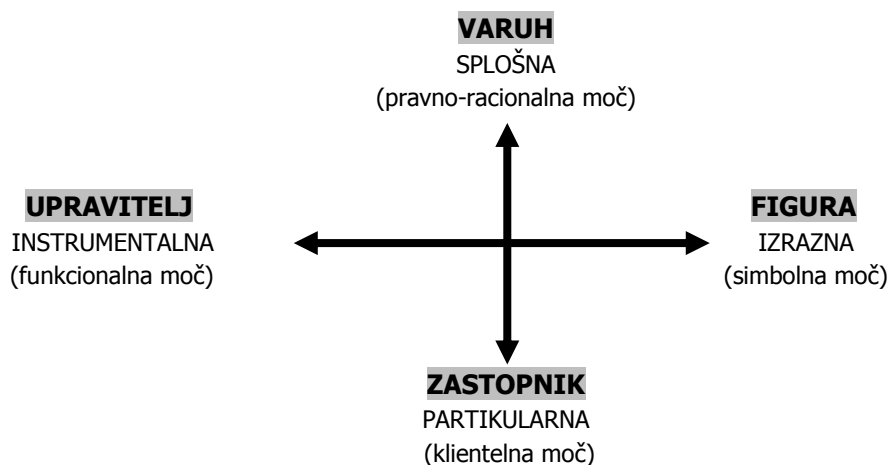 VARUH
SPLOŠNA
(pravno-racionalna moč)
UPRAVITELJ
INSTRUMENTALNA
(funkcionalna moč)
FIGURA
IZRAZNA
(simbolna moč)
ZASTOPNIK
PARTIKULARNA
(klientelna moč)